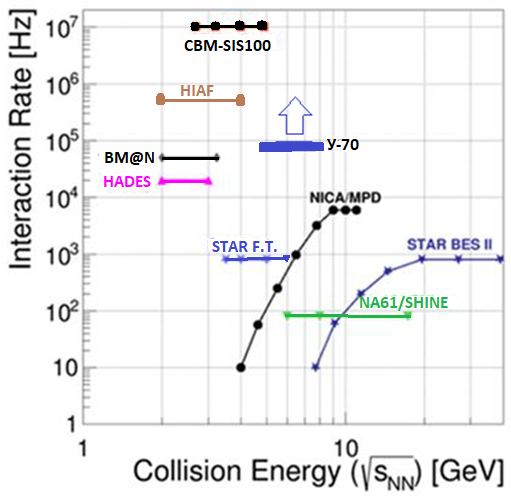 Interaction Rate [Hz]
10⁷
10⁶
10⁵
10⁴
10³
10²
10
1
CBM-SIS100
HIAF
У-70
BM@N
HADES
NICA/MPD
STAR F.T.
STAR BES II
NA61/SHINE
1
10
Collision Energy (√sNN) [GeV]